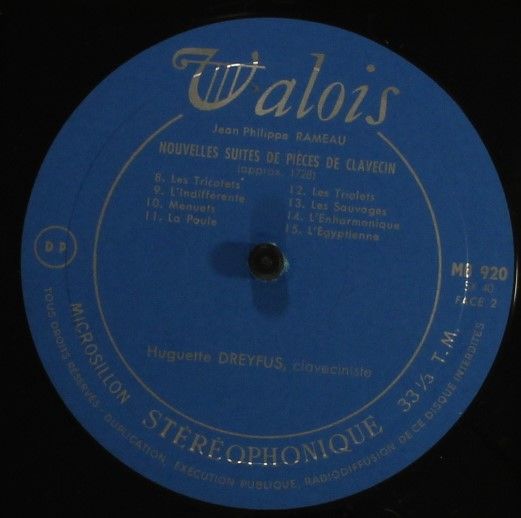 Valois
Jean Philippe RAMEAU
NOUVELLES SUITES DE PIÈCES DE CLAVECIN
(approx. 1728)
8. Les Tricotets
9. L'Indifférente
10. Menuets
11. La Poule
12. Les Triolets
13. Les Sauvages
14. L'Enharmonique
15. L'Egyptienne
D P
MB 920
40
FACE 2
Huguette DREYFUS, claveciniste
MICROSILLON STÉRÉOPHONIQUE 33 1/3 T.M.
TOUS DROITS RÉSERVÉS - DUPLICATION, EXÉCUTION PUBLIQUE, RADIODIFFUSION DE CE DISQUE INTERDITES